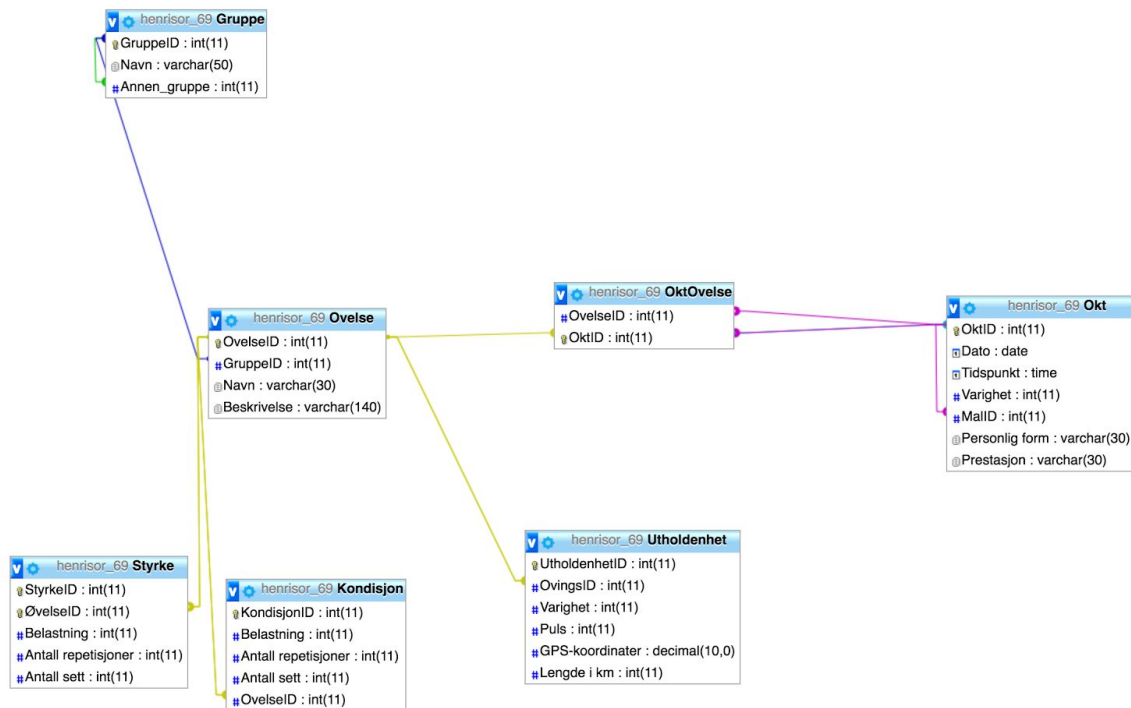 henrisor_69 Gruppe
GruppeID : int(11)
Navn : varchar(50)
#Annen_gruppe : int(11)
henrisor_69 Ovelse
OvelseID : int(11)
#GruppeID : int(11)
Navn : varchar(30)
Beskrivelse : varchar(140)
henrisor_69 OktOvelse
#OvelseID : int(11)
OktID : int(11)
henrisor_69 Okt
OktID : int(11)
Dato : date
Tidspunkt : time
#Varighet : int(11)
#MalID : int(11)
Personlig form : varchar(30)
Prestasjon : varchar(30)
henrisor_69 Styrke
StyrkeID : int(11)
ØvelseID : int(11)
#Belastning : int(11)
#Antall repetisjoner : int(11)
#Antall sett : int(11)
henrisor_69 Kondisjon
KondisjonID : int(11)
#Belastning : int(11)
#Antall repetisjoner : int(11)
#Antall sett : int(11)
#OvelseID : int(11)
henrisor_69 Utholdenhet
UtholdenhetID : int(11)
#OvingsID : int(11)
#Varighet : int(11)
#Puls : int(11)
#GPS-koordinater : decimal(10,0)
#Lengde i km : int(11)